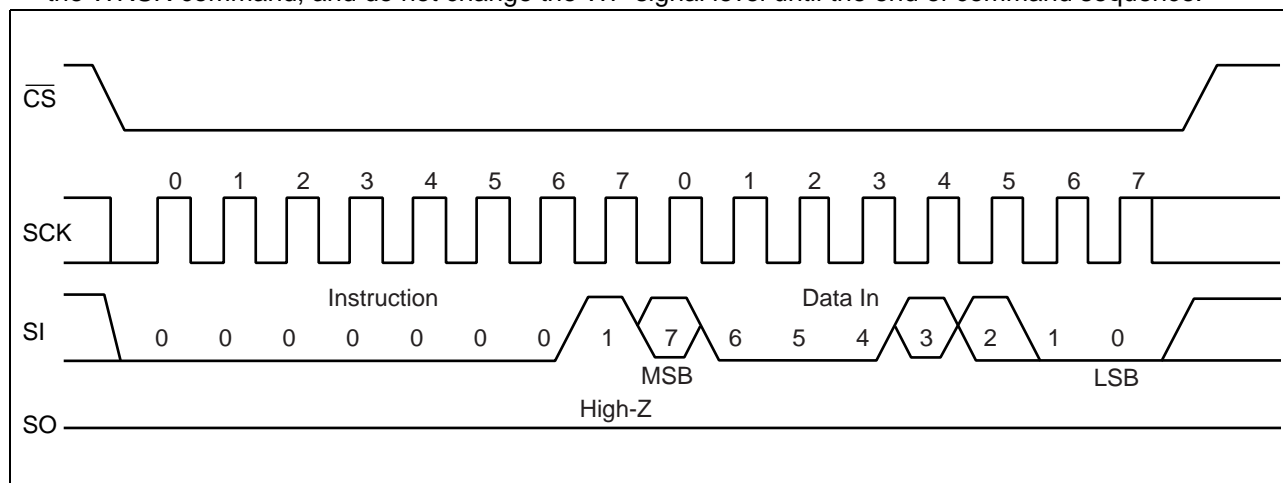 CS
0 1 2 3 4 5 6 7 0 1 2 3 4 5 6 7
SCK
Instruction Data In
SI 0 0 0 0 0 0 0 1 7 6 5 4 3 2 1 0
MSB LSB
High-Z
SO